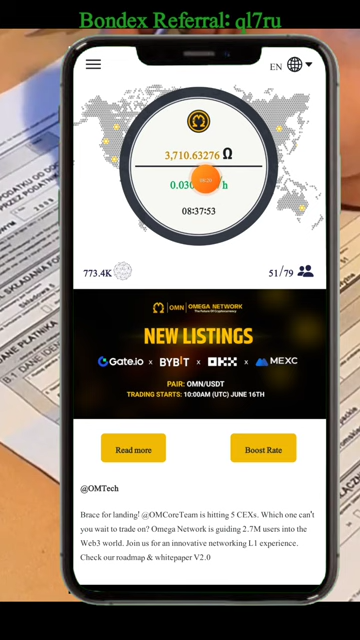 Bondex Referral: ql7ru
EN
3,710.63276 Ω
08:37:53
773.4K
51/79
OMN OMEGA NETWORK
The Future Of Cryptocurrency
NEW LISTINGS
Gate.io x BYBIT x OKX x MEXC
PAIR: OMN/USDT
TRADING STARTS: 10:00AM (UTC) JUNE 16TH
Read more
Boost Rate
@OMTech
Brace for landing! @OMCoreTeam is hitting 5 CEXs. Which one can't
you wait to trade on? Omega Network is guiding 2.7M users into the
Web3 world. Join us for an innovative networking L1 experience.
Check our roadmap & whitepaper V2.0